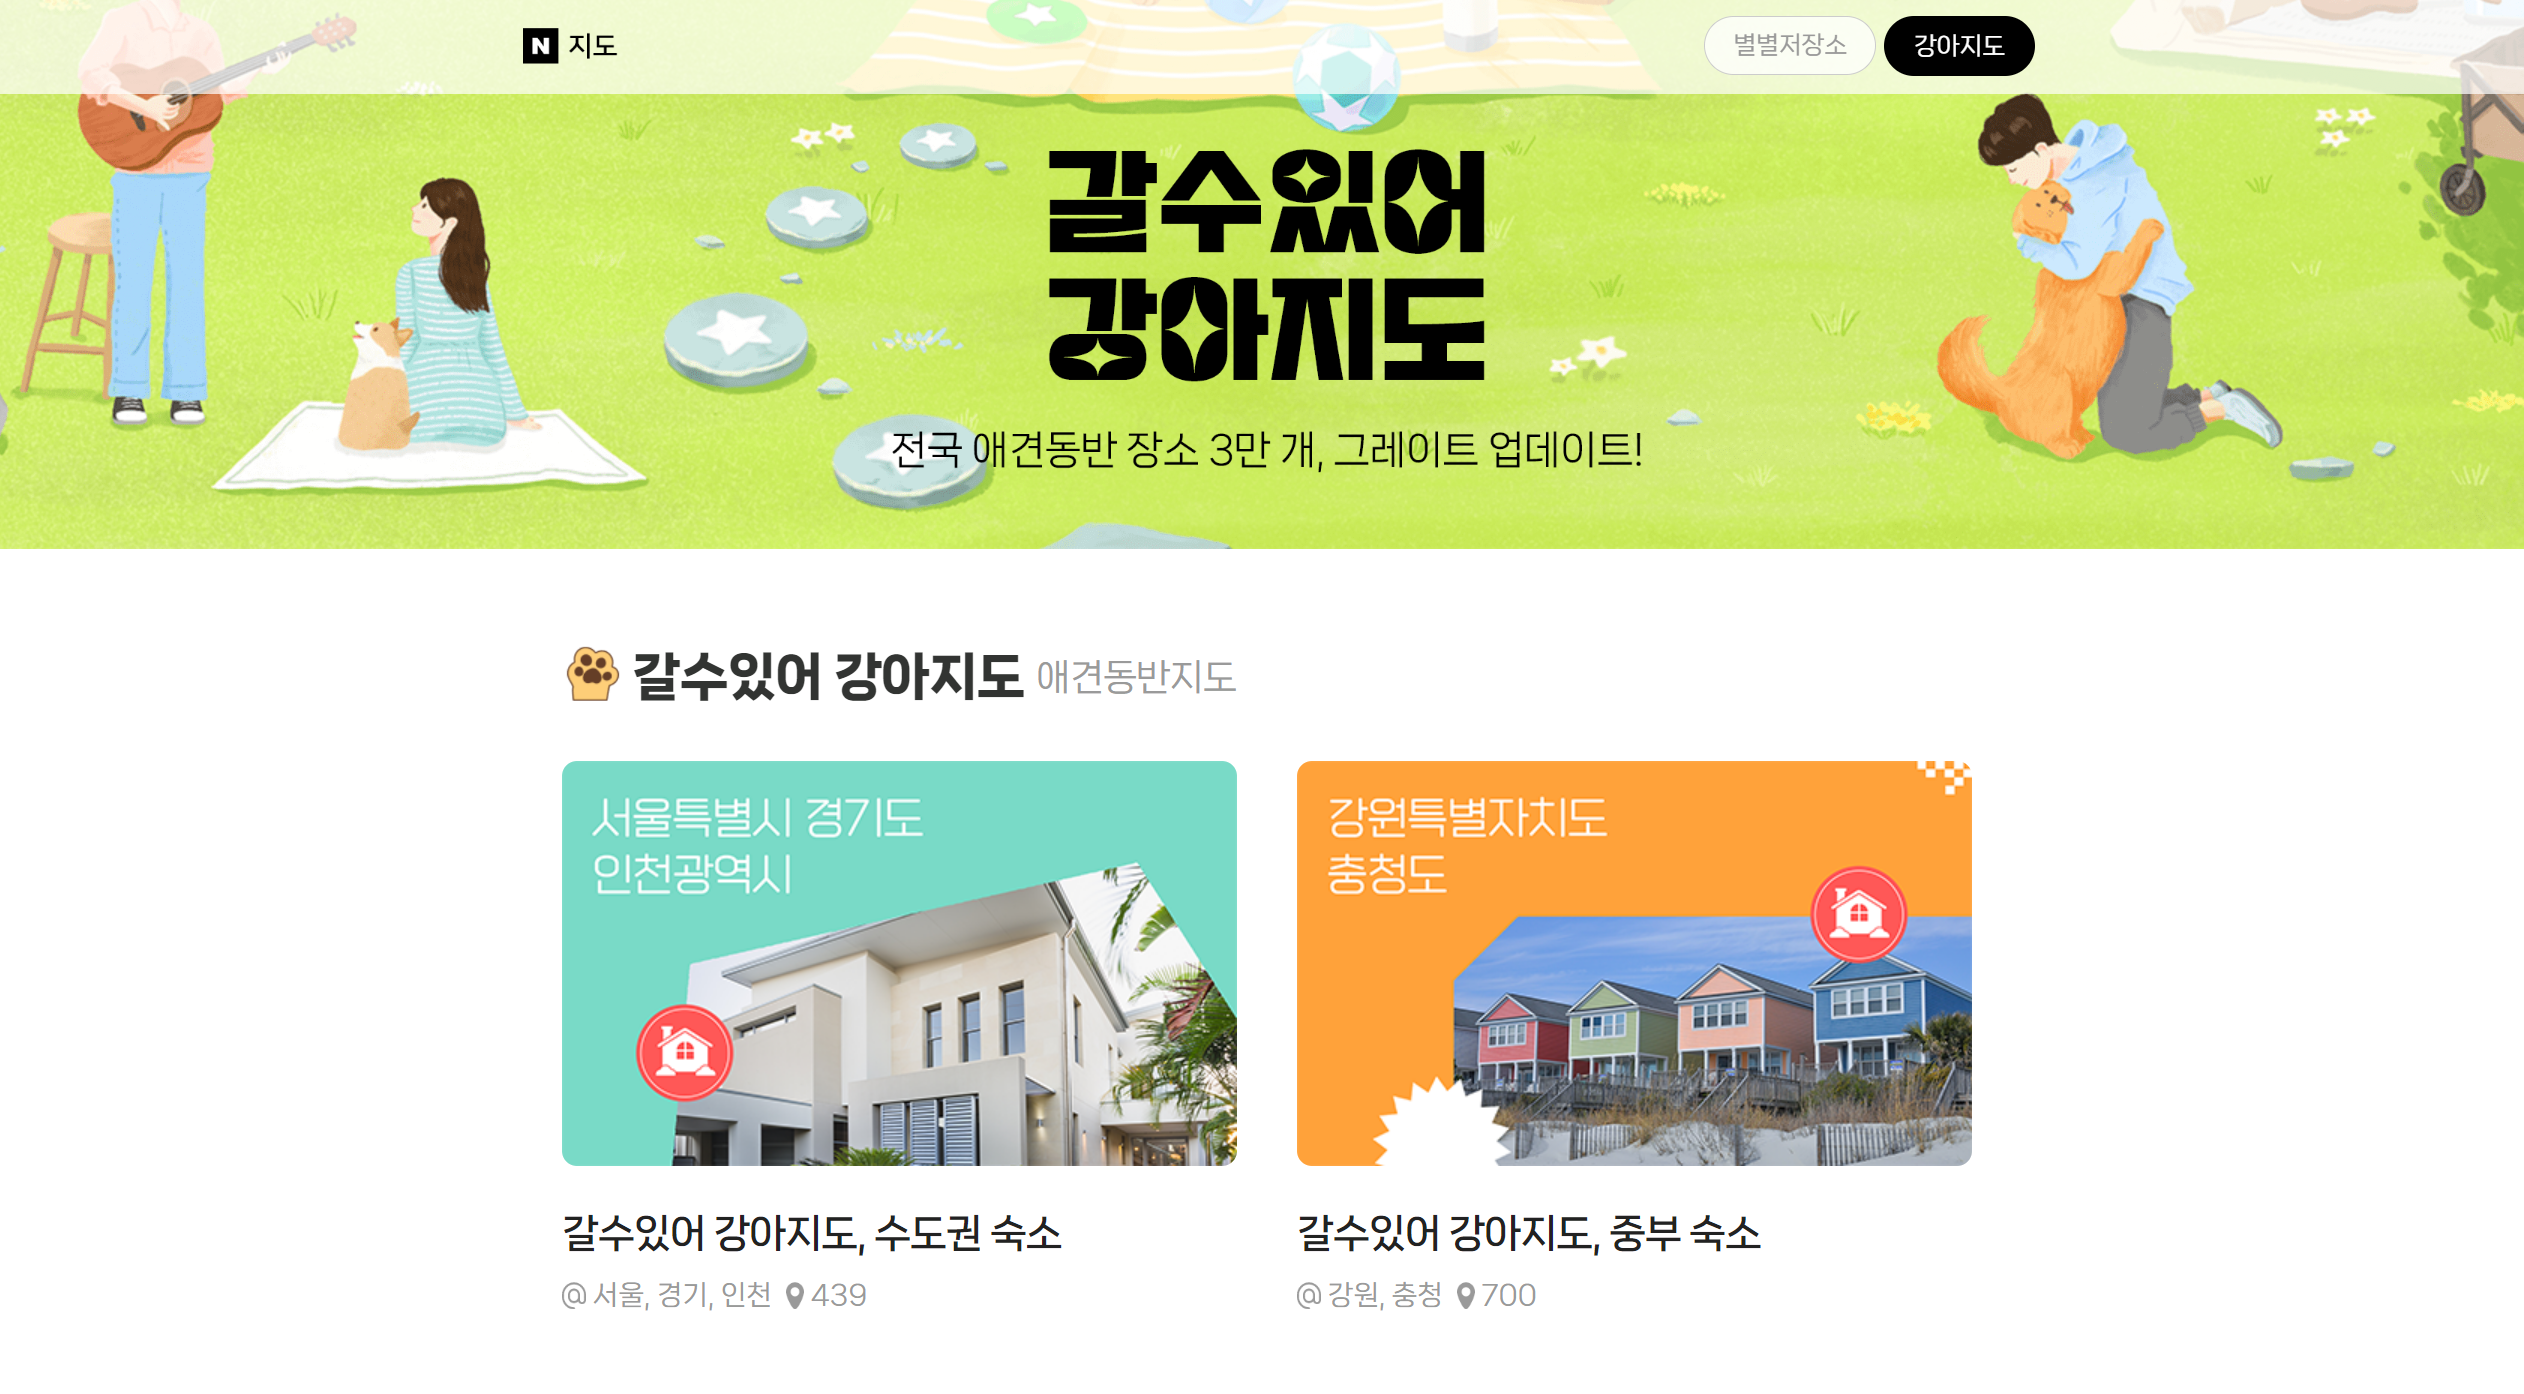 N 지도
별별저장소
강아지도
갈수있어
강아지도
전국 애견동반 장소 3만 개, 그레이트 업데이트!
갈수있어 강아지도 애견동반지도
서울특별시 경기도
인천광역시
강원특별자치도
충청도
갈수있어 강아지도, 수도권 숙소
@ 서울, 경기, 인천 439
갈수있어 강아지도, 중부 숙소
@ 강원, 충청 700